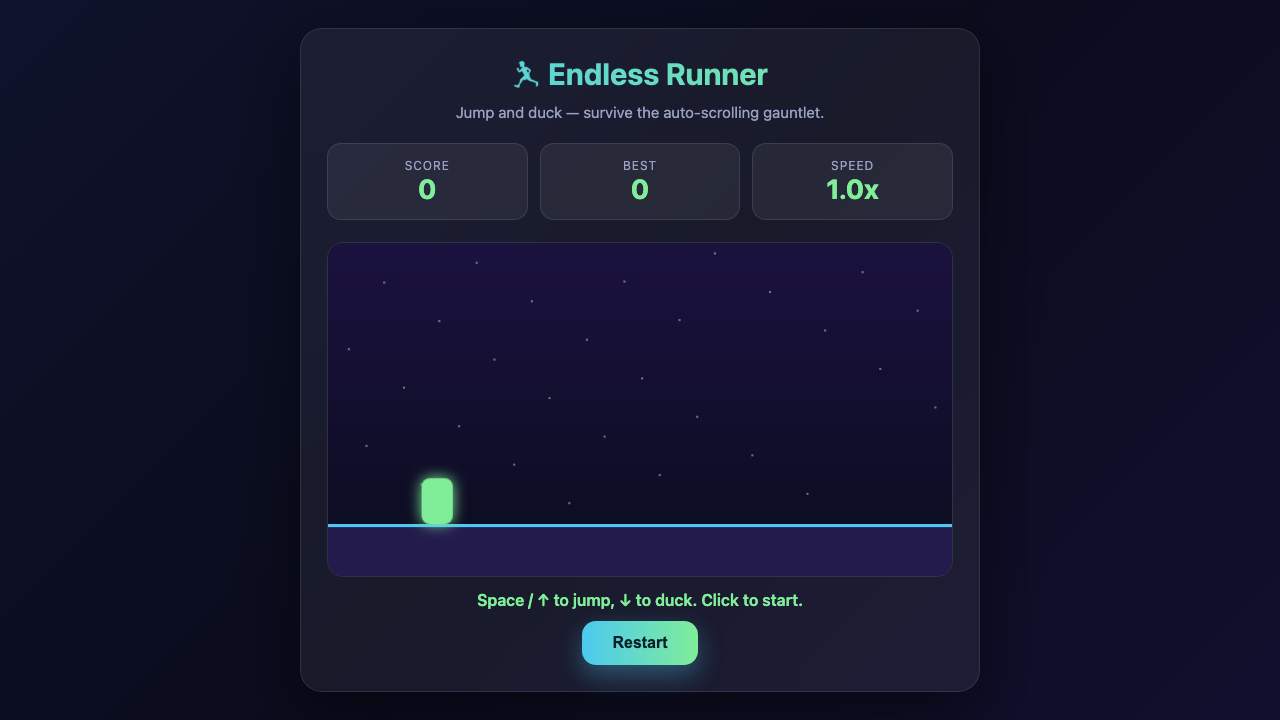 Endless Runner
Jump and duck — survive the auto-scrolling gauntlet.
SCORE
0
BEST
0
SPEED
1.0x
Space / ↑ to jump, ↓ to duck. Click to start.
Restart